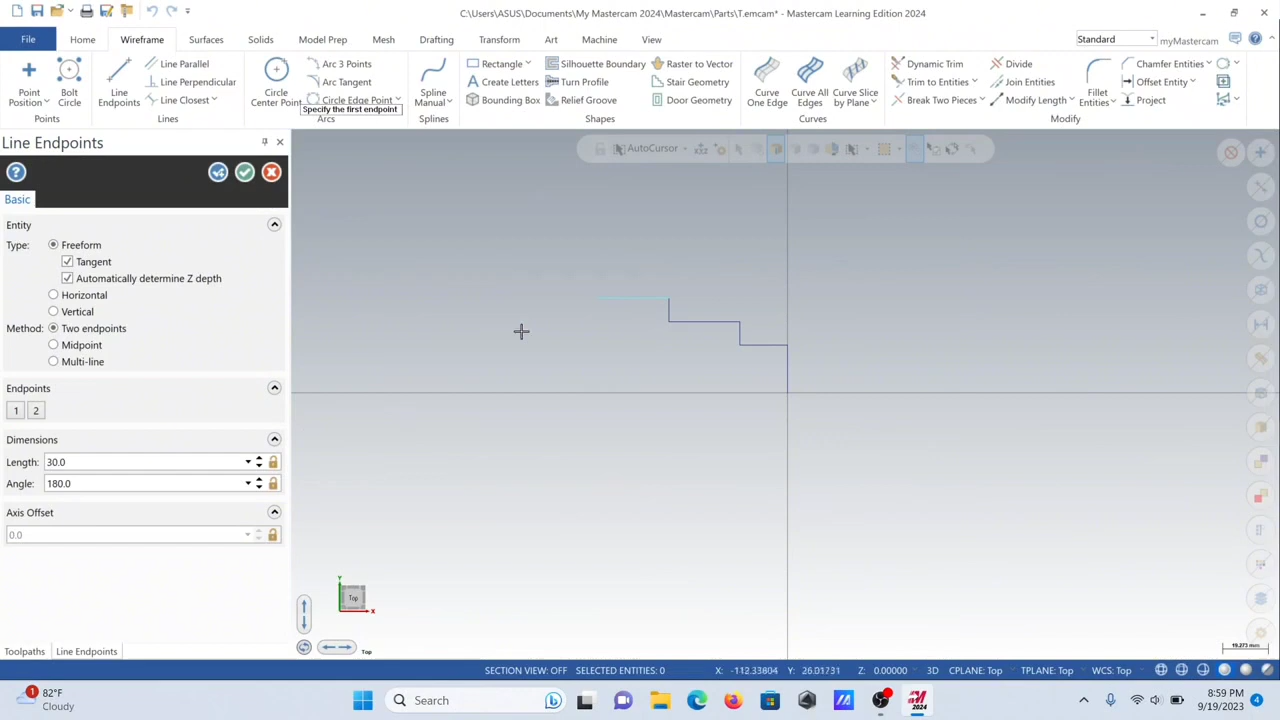 C:\Users\ASUS\Documents\My Mastercam 2024\Mastercam\Parts\T.emcam* - Mastercam Learning Edition 2024
File Home Wireframe Surfaces Solids Model Prep Mesh Drafting Transform Art Machine View Standard myMastercam
Line Parallel Arc 3 Points Rectangle Silhouette Boundary Raster to Vector Dynamic Trim Divide Chamfer Entities
Line Perpendicular Arc Tangent Create Letters Turn Profile Stair Geometry Trim to Entities Join Entities Offset Entity
Point Position Bolt Circle Line Endpoints Line Closest Circle Center Point Circle Edge Point Spline Manual Bounding Box Relief Groove Door Geometry Curve One Edge Curve All Edges Curve Slice by Plane Break Two Pieces Modify Length Fillet Entities Project
Specify the first endpoint
Points Lines Arcs Splines Shapes Curves Modify
Line Endpoints
AutoCursor
Basic
Entity
Type: Freeform
Tangent
Automatically determine Z depth
Horizontal
Vertical
Method: Two endpoints
Midpoint
Multi-line
Endpoints
1 2
Dimensions
Length: 30.0
Angle: 180.0
Axis Offset
0.0
Y
Top
X
Toolpaths Line Endpoints Top 19.273 mm
SECTION VIEW: OFF SELECTED ENTITIES: 0 X: -112.33804 Y: 26.01731 Z: 0.00000 3D CPLANE: Top TPLANE: Top WCS: Top
1 82°F
Cloudy
Search
2024
8:59 PM
9/19/2023
4